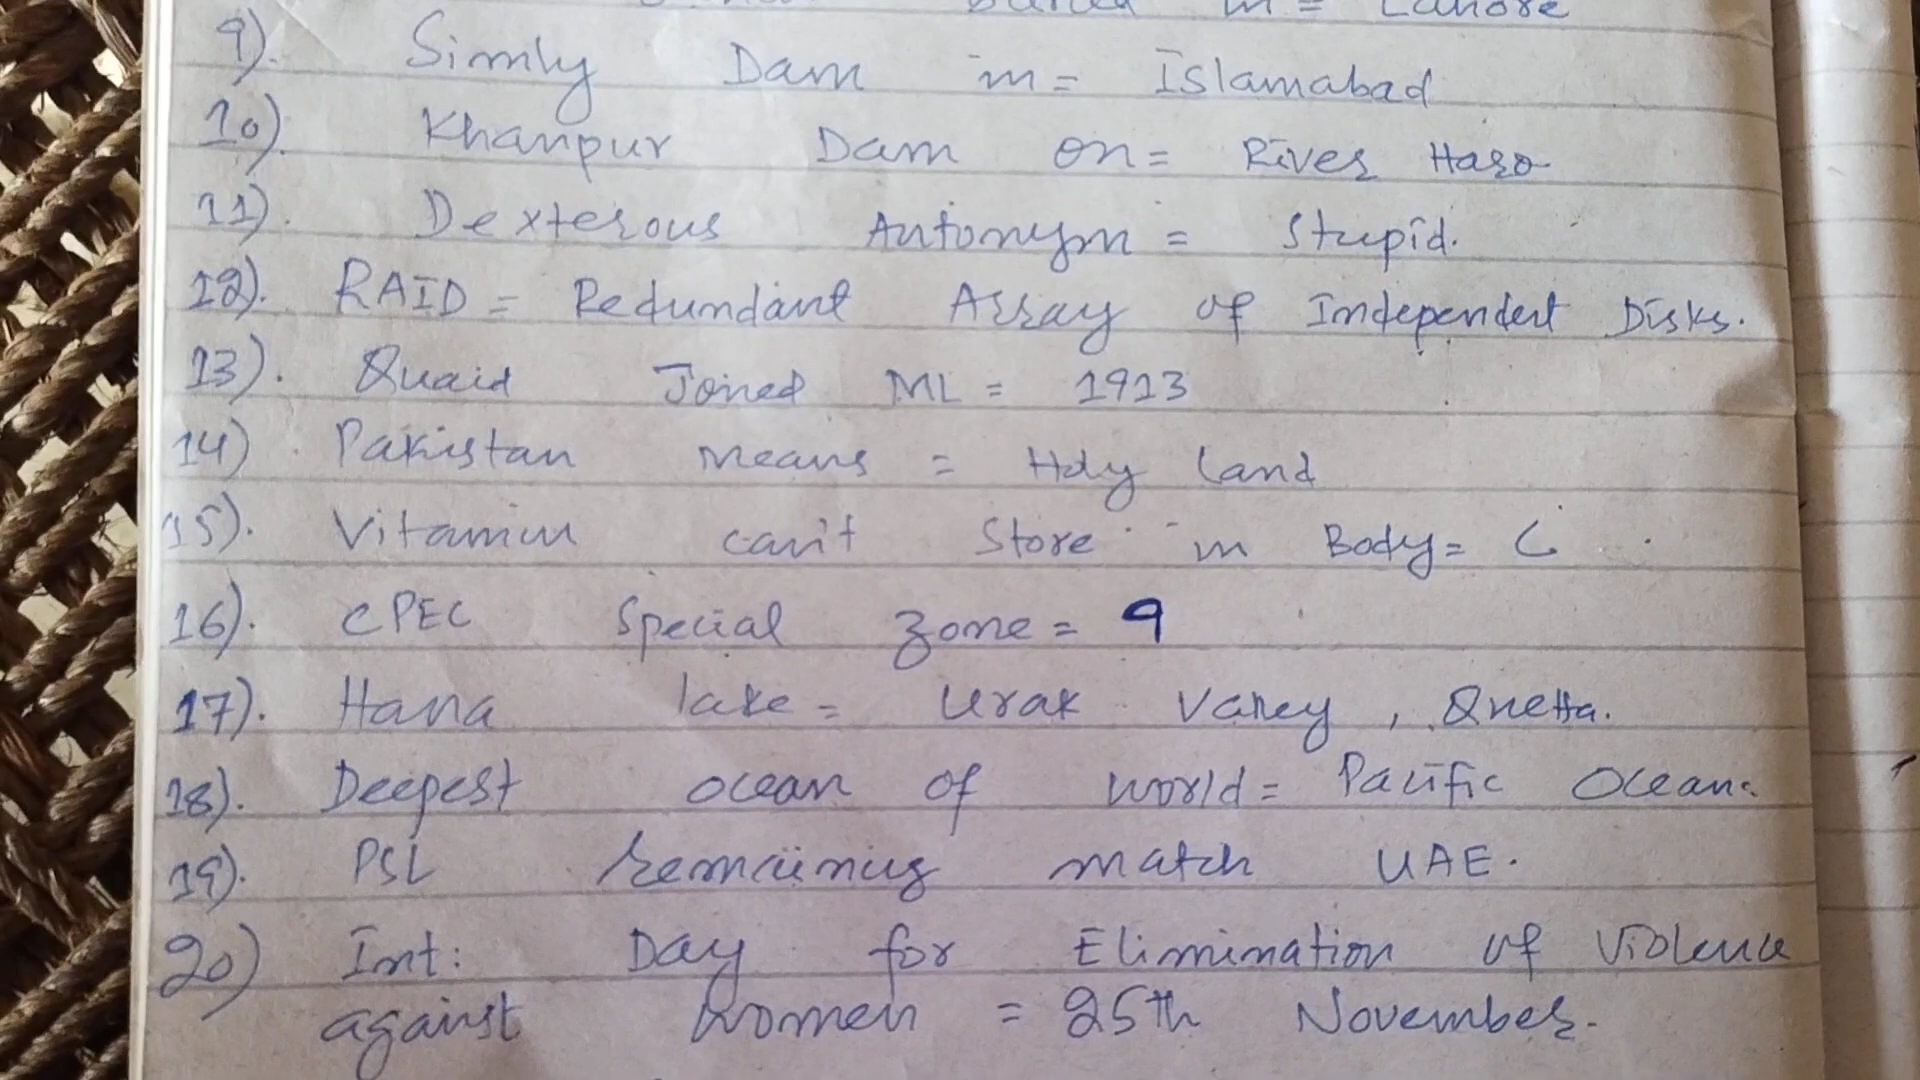 buried in = Lahore
9). Simly Dam in = Islamabad
10). Khanpur Dam on = River Haro
11). Dexterous Antonym = Stupid.
12). RAID = Redundant Array of Independent Disks.
13). Quaid Joined ML = 1913
14) Pakistan means = Holy Land
15). Vitamin can't Store in Body = C
16). CPEC Special zone = 9
17). Hana lake = Urak Valley, Quetta.
18). Deepest ocean of world = Pacific Ocean.
19). PSL remaining match UAE.
20) Int: Day for Elimination of Violence
against women = 25th November.